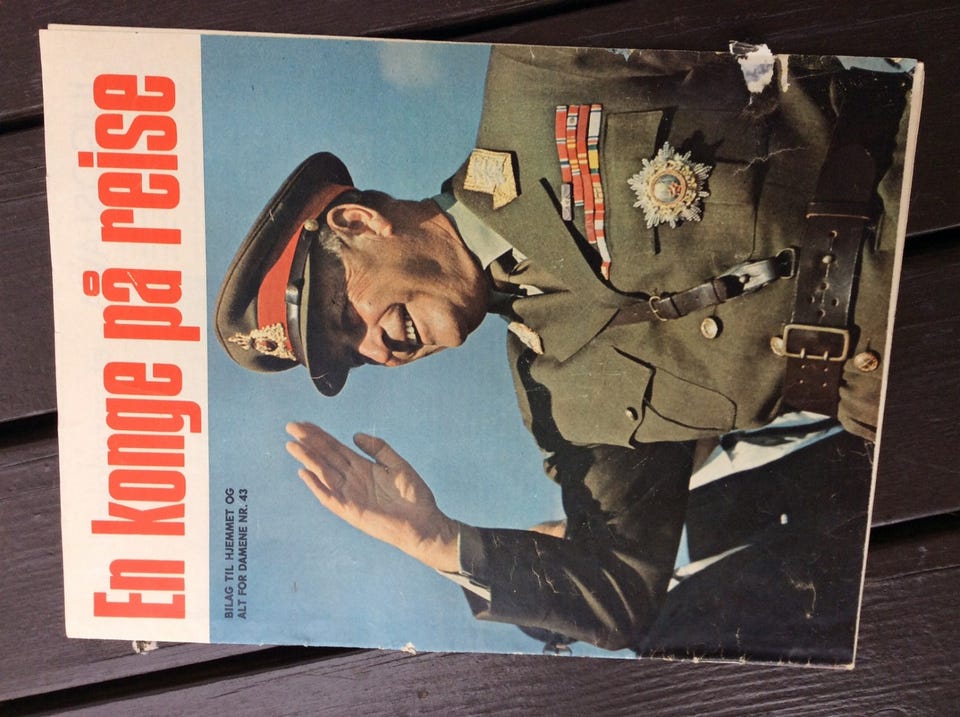 En konge på reise
BILAG TIL HJEMMET OG
ALT FOR DAMENE NR. 43